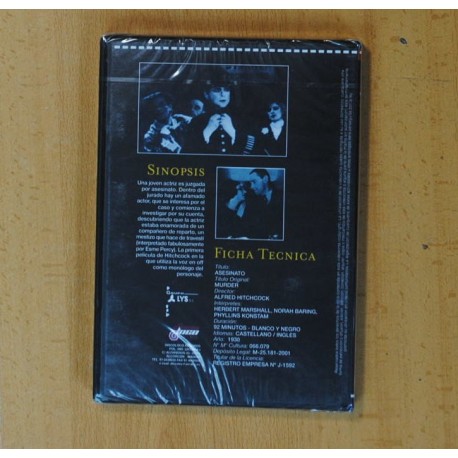 SINOPSIS
Una joven actriz es juzgada
por asesinato. Dentro del
jurado hay un afamado
actor, que se interesa por el
caso y comienza a
investigar por su cuenta,
descubriendo que la actriz
estaba enamorada de un
compañero de reparto, un
mestizo que hace de travesti
(interpretado fabulosamente
por Esme Percy). La primera
película de Hitchcock en la
que utiliza la voz en off
como monólogo del
personaje.
FICHA TECNICA
Título:
ASESINATO
Título Original:
MURDER
Director:
ALFRED HITCHCOCK
Intérpretes:
HERBERT MARSHALL, NORAH BARING,
PHYLLINS KONSTAM
Duración:
92 MINUTOS - BLANCO Y NEGRO
Idiomas: CASTELLANO / INGLES
Año: 1930
Nº Mº Cultura: 066.079
Depósito Legal: M-25.181-2001
Titular de la Licencia:
REGISTRO EMPRESA Nº J-1592
LYS